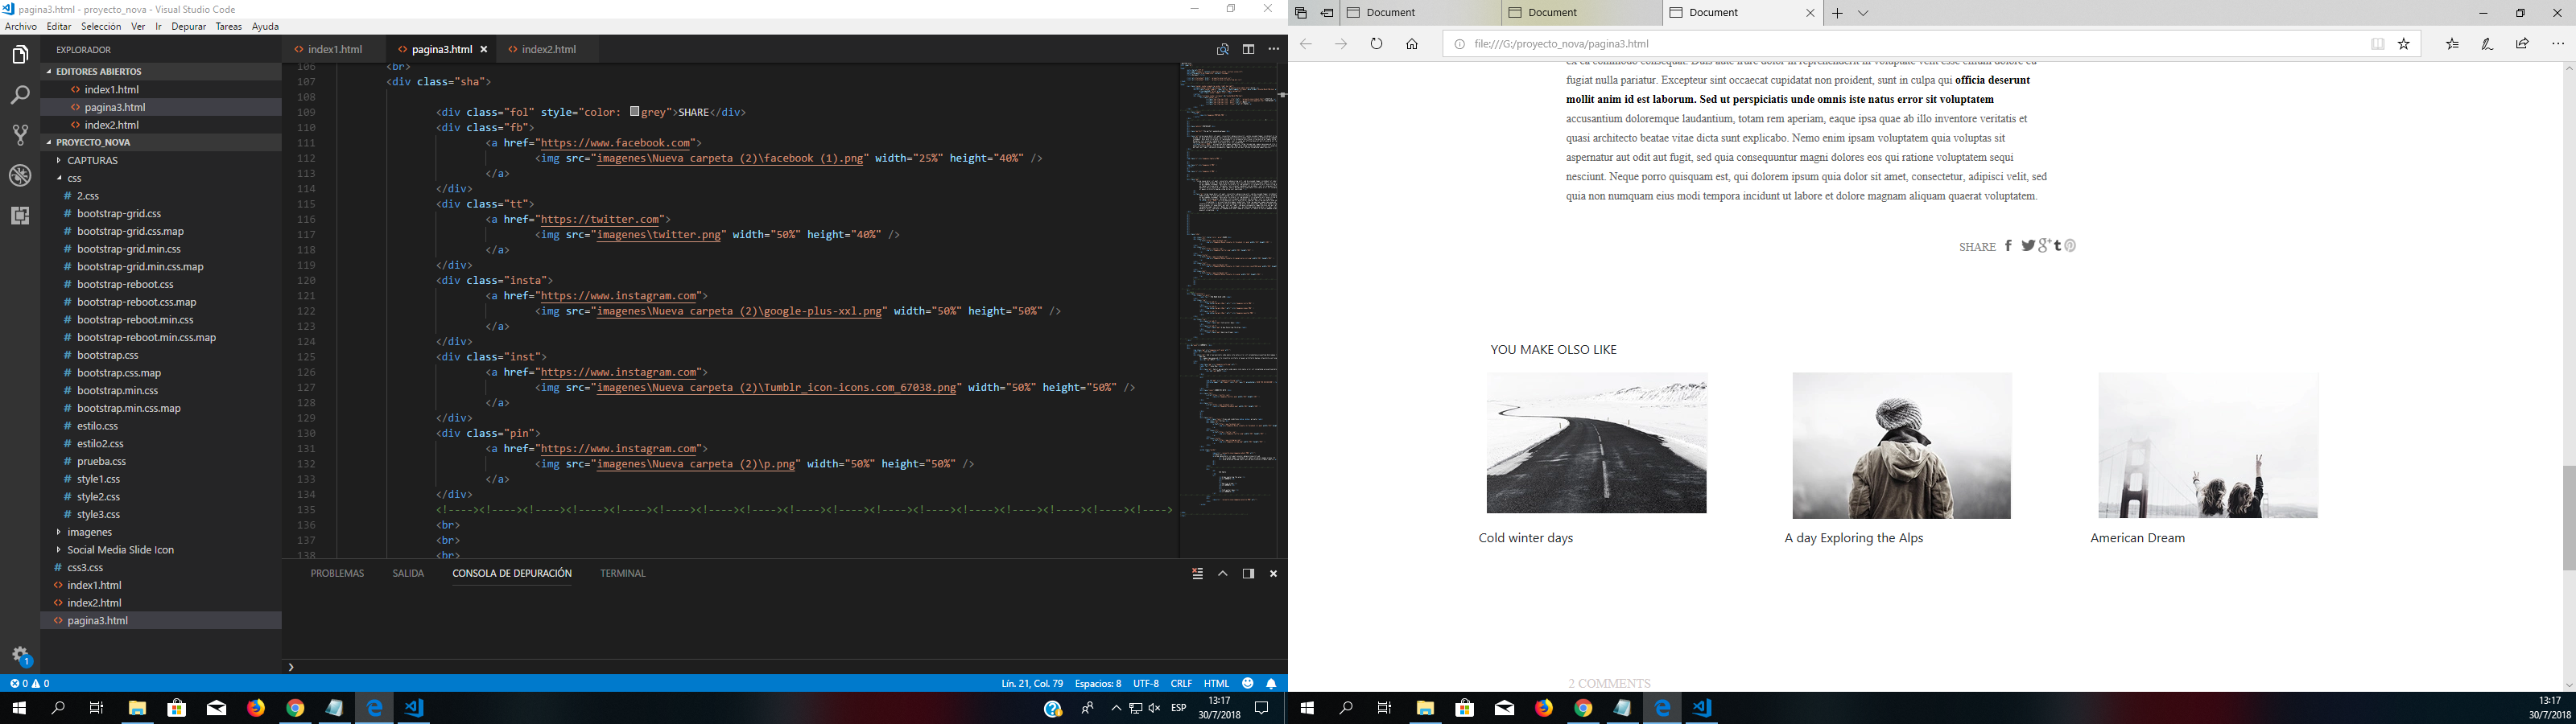 pagina3.html - proyecto_nova - Visual Studio Code
Archivo Editar Selección Ver Ir Depurar Tareas Ayuda
EXPLORADOR
EDITORES ABIERTOS
index1.html
pagina3.html
index2.html
PROYECTO_NOVA
CAPTURAS
css
2.css
bootstrap-grid.css
bootstrap-grid.css.map
bootstrap-grid.min.css
bootstrap-grid.min.css.map
bootstrap-reboot.css
bootstrap-reboot.css.map
bootstrap-reboot.min.css
bootstrap-reboot.min.css.map
bootstrap.css
bootstrap.css.map
bootstrap.min.css
bootstrap.min.css.map
estilo.css
estilo2.css
prueba.css
style1.css
style2.css
style3.css
imagenes
Social Media Slide Icon
css3.css
index1.html
index2.html
pagina3.html
index1.html pagina3.html index2.html
106 <br>
107 <div class="sha">
108
109 <div class="fol" style="color: grey">SHARE</div>
110 <div class="fb">
111 <a href="https://www.facebook.com">
112 <img src="imagenes\Nueva carpeta (2)\facebook (1).png" width="25%" height="40%" />
113 </a>
114 </div>
115 <div class="tt">
116 <a href="https://twitter.com">
117 <img src="imagenes\twitter.png" width="50%" height="40%" />
118 </a>
119 </div>
120 <div class="insta">
121 <a href="https://www.instagram.com">
122 <img src="imagenes\Nueva carpeta (2)\google-plus-xxl.png" width="50%" height="50%" />
123 </a>
124 </div>
125 <div class="inst">
126 <a href="https://www.instagram.com">
127 <img src="imagenes\Nueva carpeta (2)\Tumblr_icon-icons.com_67038.png" width="50%" height="50%" />
128 </a>
129 </div>
130 <div class="pin">
131 <a href="https://www.instagram.com">
132 <img src="imagenes\Nueva carpeta (2)\p.png" width="50%" height="50%" />
133 </a>
134 </div>
135 <!----><!----><!----><!----><!----><!----><!----><!----><!----><!----><!----><!----><!----><!----><!----><!----><!---->
136 <br>
137 <br>
138 <br>
PROBLEMAS SALIDA CONSOLA DE DEPURACIÓN TERMINAL
1
0 0 Lín. 21, Col. 79 Espacios: 8 UTF-8 CRLF HTML
ESP 13:17
30/7/2018
Document Document Document
file:///G:/proyecto_nova/pagina3.html
ex ea commodo consequat. Duis aute irure dolor in reprehenderit in voluptate velit esse cillum dolore eu
fugiat nulla pariatur. Excepteur sint occaecat cupidatat non proident, sunt in culpa qui officia deserunt
mollit anim id est laborum. Sed ut perspiciatis unde omnis iste natus error sit voluptatem
accusantium doloremque laudantium, totam rem aperiam, eaque ipsa quae ab illo inventore veritatis et
quasi architecto beatae vitae dicta sunt explicabo. Nemo enim ipsam voluptatem quia voluptas sit
aspernatur aut odit aut fugit, sed quia consequuntur magni dolores eos qui ratione voluptatem sequi
nesciunt. Neque porro quisquam est, qui dolorem ipsum quia dolor sit amet, consectetur, adipisci velit, sed
quia non numquam eius modi tempora incidunt ut labore et dolore magnam aliquam quaerat voluptatem.
SHARE
YOU MAKE OLSO LIKE
Cold winter days
A day Exploring the Alps
American Dream
2 COMMENTS
13:17
30/7/2018